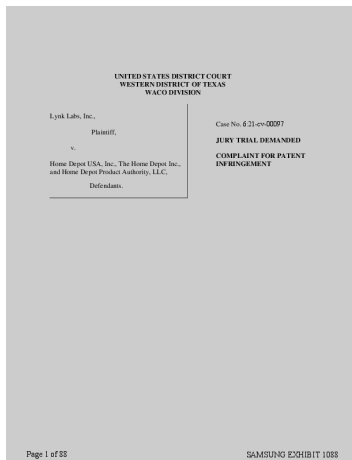 UNITED STATES DISTRICT COURT
WESTERN DISTRICT OF TEXAS
WACO DIVISION
Lynk Labs, Inc.,
Plaintiff,
v.
Home Depot USA, Inc., The Home Depot Inc.,
and Home Depot Product Authority, LLC,
Defendants.
Case No. 6:21-cv-00097
JURY TRIAL DEMANDED
COMPLAINT FOR PATENT
INFRINGEMENT
Page 1 of 88
SAMSUNG EXHIBIT 1088